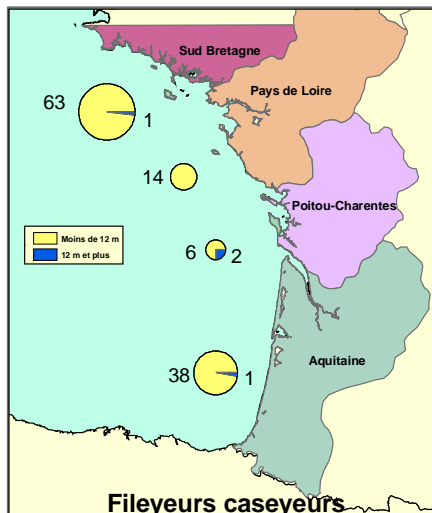 Sud Bretagne
Pays de Loire
63
1
14
Poitou-Charentes
Moins de 12 m
12 m et plus
6
2
Aquitaine
38
1
Fileyeurs caseyeurs